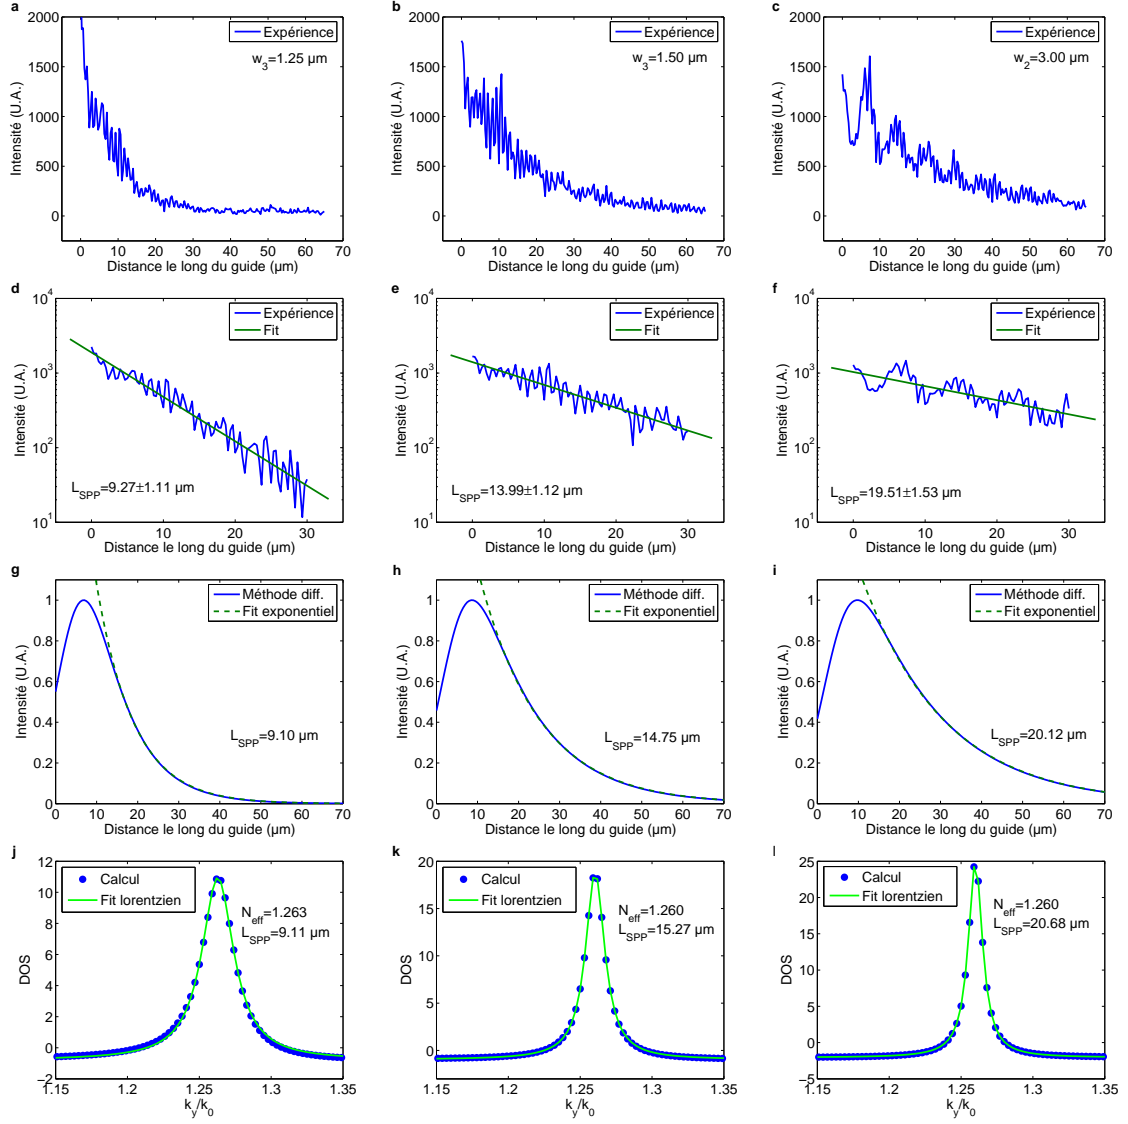 a
2000
1500
1000
500
0
Intensité (U.A.)
Expérience
w3=1.25 µm
0 10 20 30 40 50 60 70
Distance le long du guide (µm)
b
2000
1500
1000
500
0
Intensité (U.A.)
Expérience
w3=1.50 µm
0 10 20 30 40 50 60 70
Distance le long du guide (µm)
c
2000
1500
1000
500
0
Intensité (U.A.)
Expérience
w2=3.00 µm
0 10 20 30 40 50 60 70
Distance le long du guide (µm)
d
10^4
10^3
10^2
10^1
Intensité (U.A.)
Expérience
Fit
LSPP=9.27±1.11 µm
0 10 20 30
Distance le long du guide (µm)
e
10^4
10^3
10^2
10^1
Intensité (U.A.)
Expérience
Fit
LSPP=13.99±1.12 µm
0 10 20 30
Distance le long du guide (µm)
f
10^4
10^3
10^2
10^1
Intensité (U.A.)
Expérience
Fit
LSPP=19.51±1.53 µm
0 10 20 30
Distance le long du guide (µm)
g
1
0.8
0.6
0.4
0.2
0
Intensité (U.A.)
Méthode diff.
Fit exponentiel
LSPP=9.10 µm
0 10 20 30 40 50 60 70
Distance le long du guide (µm)
h
1
0.8
0.6
0.4
0.2
0
Intensité (U.A.)
Méthode diff.
Fit exponentiel
LSPP=14.75 µm
0 10 20 30 40 50 60 70
Distance le long du guide (µm)
i
1
0.8
0.6
0.4
0.2
0
Intensité (U.A.)
Méthode diff.
Fit exponentiel
LSPP=20.12 µm
0 10 20 30 40 50 60 70
Distance le long du guide (µm)
j
12
10
8
6
4
2
0
−2
DOS
Calcul
Fit lorentzien
Neff=1.263
LSPP=9.11 µm
1.15 1.2 1.25 1.3 1.35
ky/k0
k
20
15
10
5
0
DOS
Calcul
Fit lorentzien
Neff=1.260
LSPP=15.27 µm
1.15 1.2 1.25 1.3 1.35
ky/k0
l
25
20
15
10
5
0
−5
DOS
Calcul
Fit lorentzien
Neff=1.260
LSPP=20.68 µm
1.15 1.2 1.25 1.3 1.35
ky/k0